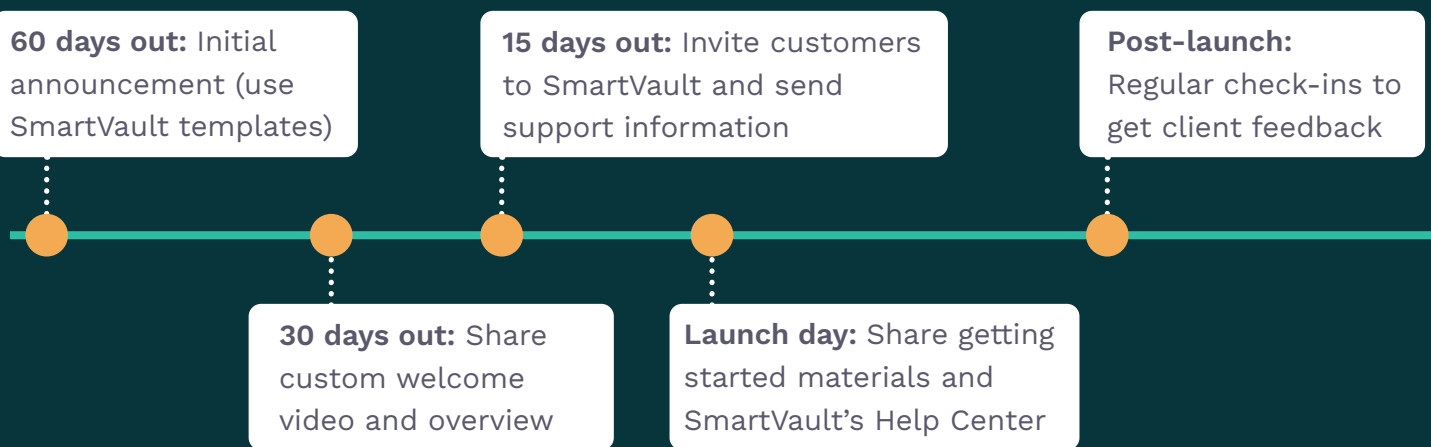 60 days out: Initial
announcement (use
SmartVault templates)
30 days out: Share
custom welcome
video and overview
15 days out: Invite customers
to SmartVault and send
support information
Launch day: Share getting
started materials and
SmartVault’s Help Center
Post-launch:
Regular check-ins to
get client feedback